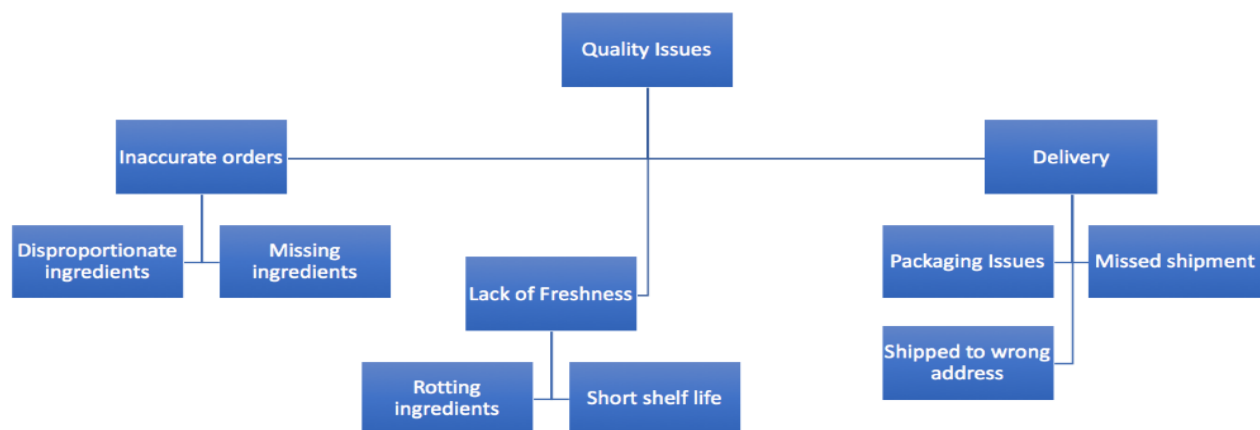 Quality Issues
Inaccurate orders
Delivery
Disproportionate
ingredients
Missing
ingredients
Packaging Issues
Missed shipment
Lack of Freshness
Shipped to wrong
address
Rotting
ingredients
Short shelf life